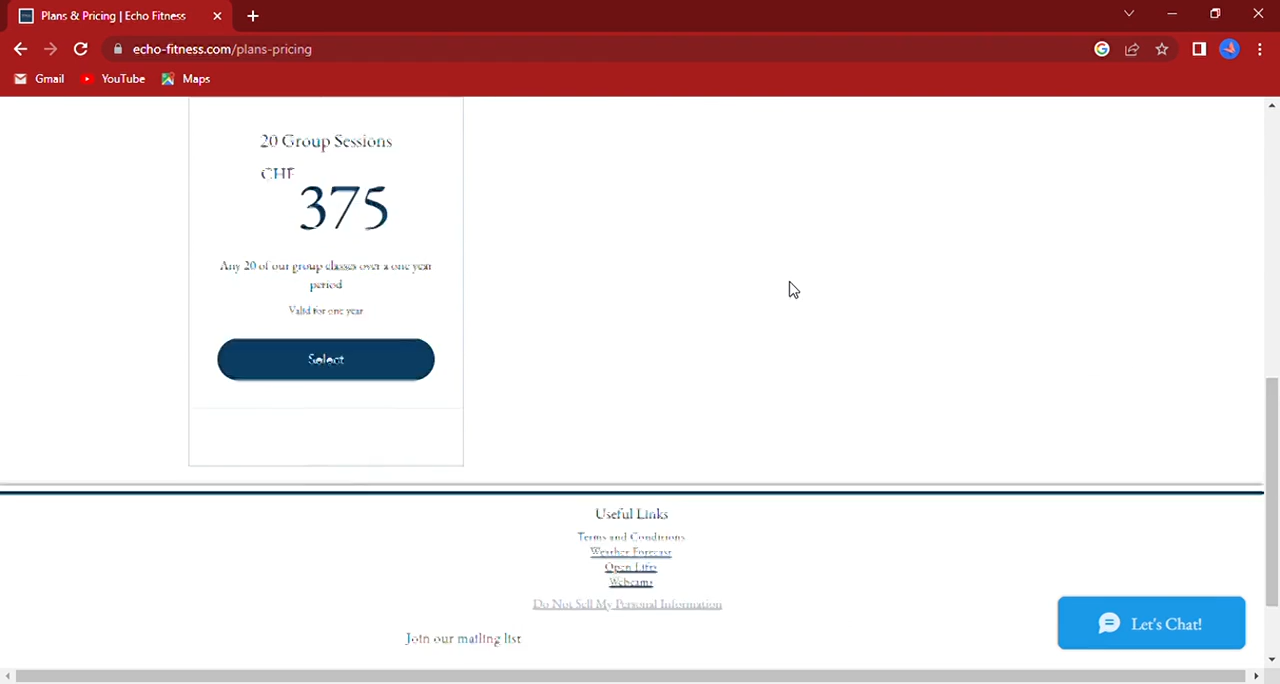 Plans & Pricing | Echo Fitness
echo-fitness.com/plans-pricing
Gmail
YouTube
Maps
20 Group Sessions
CHF
375
Any 20 of our group classes over a one year
period
Valid for one year
Select
Useful Links
Terms and Conditions
Weather Forecast
Open Lifts
Webcams
Do Not Sell My Personal Information
Join our mailing list
Let's Chat!